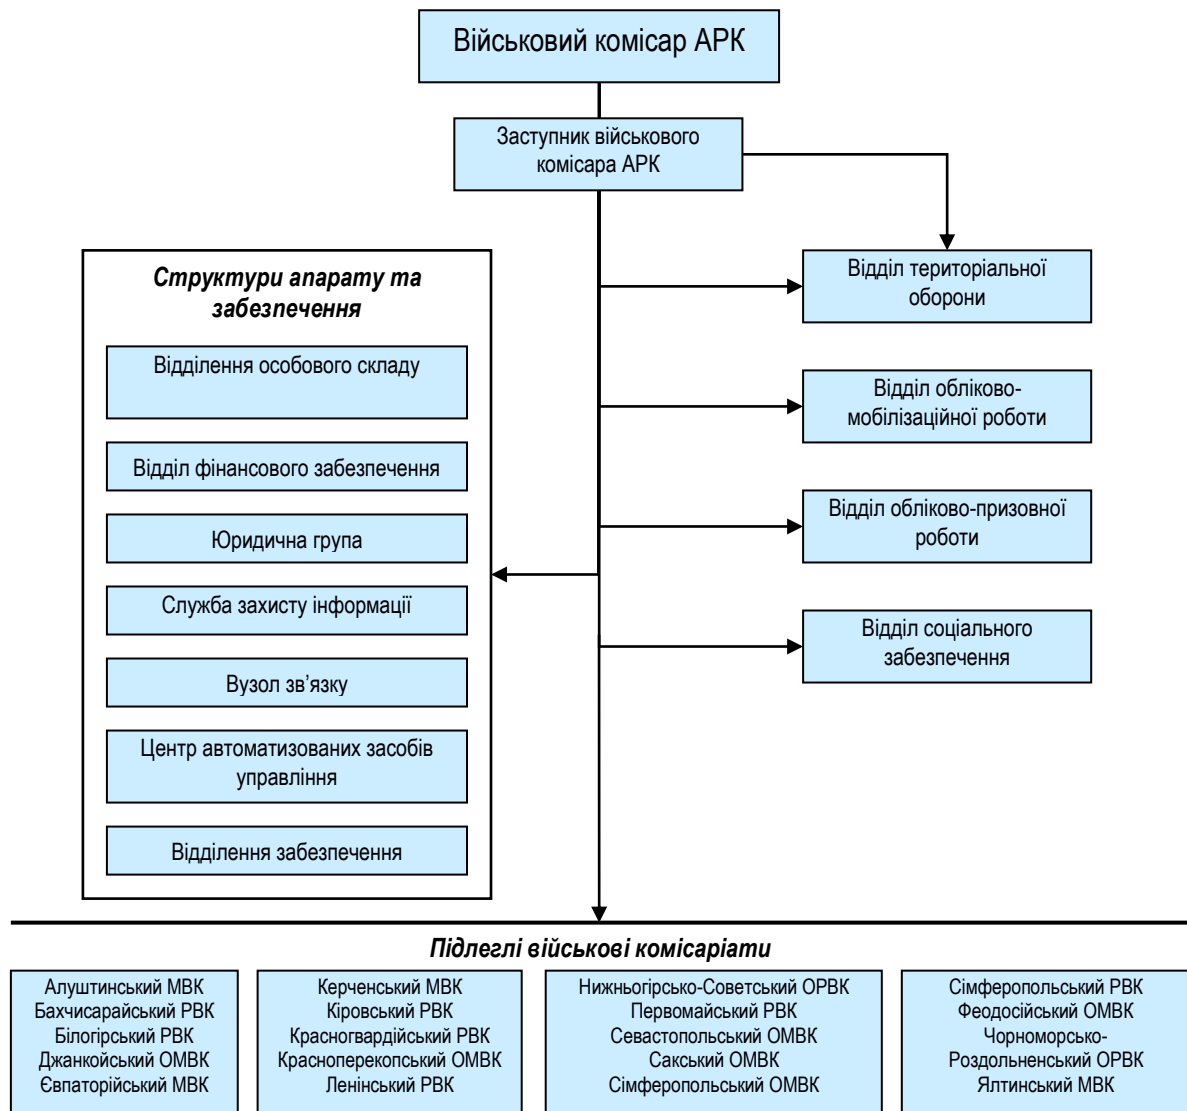 Військовий комісар АРК
Заступник військового
комісара АРК
Структури апарату та
забезпечення
Відділення особового складу
Відділ фінансового забезпечення
Юридична група
Служба захисту інформації
Вузол зв’язку
Центр автоматизованих засобів
управління
Відділення забезпечення
Відділ територіальної
оборони
Відділ обліково-
мобілізаційної роботи
Відділ обліково-призовної
роботи
Відділ соціального
забезпечення
Підлеглі військові комісаріати
Алуштинський МВК
Бахчисарайський РВК
Білогірський РВК
Джанкойський ОМВК
Євпаторійський МВК
Керченський МВК
Кіровський РВК
Красногвардійський РВК
Красноперекопський ОМВК
Ленінський РВК
Нижньогірсько-Советський ОРВК
Первомайський РВК
Севастопольський ОМВК
Сакський ОМВК
Сімферопольський ОМВК
Сімферопольський РВК
Феодосійський ОМВК
Чорноморсько-
Роздольненський ОРВК
Ялтинський МВК